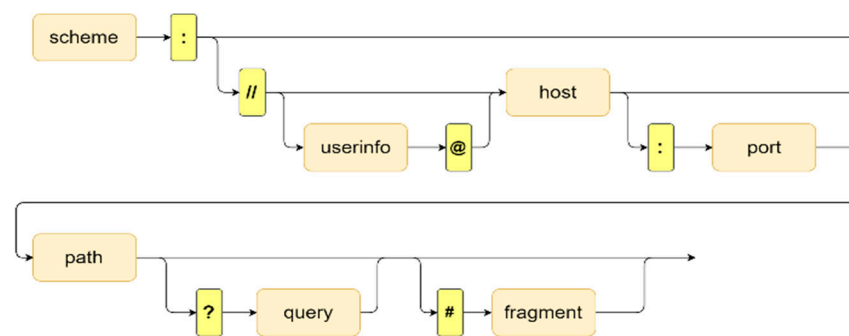 scheme :
// host
userinfo @ : port
path
? query # fragment